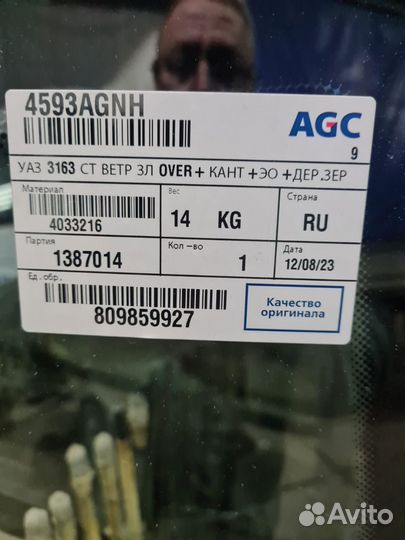 4593AGNH
AGC
9
УАЗ 3163 СТ ВЕТР ЗЛ OVER+ КАНТ +ЭО +ДЕР.ЗЕР
Материал
4033216
Вес
14 KG
Страна
RU
Партия
1387014
Кол -во
1
Дата
12/08/23
Ед. обр.
809859927
Качество
оригинала
Avito